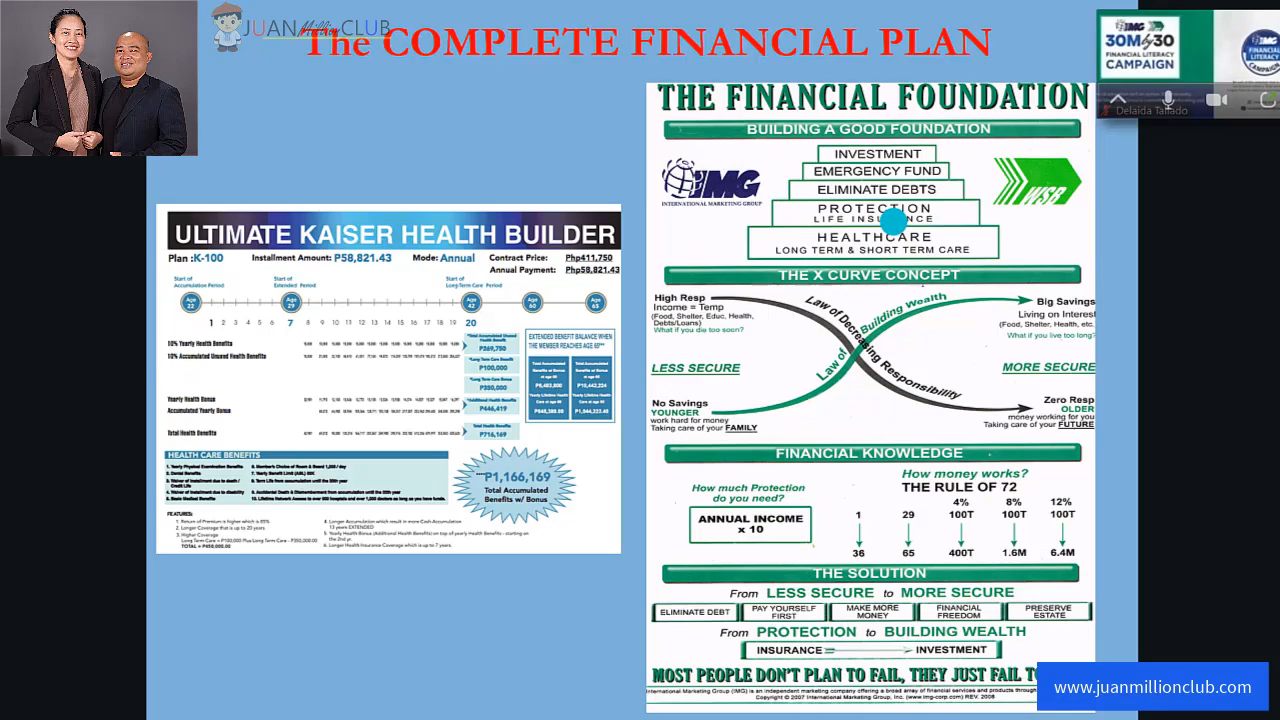 JUAN Million CLUB
The COMPLETE FINANCIAL PLAN
IMG
30M by 30
FINANCIAL LITERACY
CAMPAIGN
Delaida Tallado
ULTIMATE KAISER HEALTH BUILDER
Plan :K-100 Installment Amount: P58,821.43 Mode: Annual Contract Price: Php411,750
Annual Payment: Php58,821.43
Start of Accumulation Period
Start of Extended Period
Start of Long-Term Care Period
Age 22
Age 29
Age 42
Age 60
Age 65
1 2 3 4 5 6 7 8 9 10 11 12 13 14 15 16 17 18 19 20
10% Yearly Health Benefits
10% Accumulated Unused Health Benefits
Yearly Health Bonus
Accumulated Yearly Bonus
Total Health Benefits
*Total Accumulated Unused Health Benefit
P269,750
*Long Term Care Benefit
P100,000
*Long Term Care Bonus
P350,000
*Additional Health Benefits
P446,419
Total Health Benefits
P716,169
EXTENDED BENEFIT BALANCE WHEN
THE MEMBER REACHES AGE 65**
HEALTH CARE BENEFITS
1. Yearly Physical Examination Benefits
2. Dental Benefits
3. Waiver of installment due to death / Credit Life
4. Waiver of installment due to disability
5. Basic Medical Benefits
6. Member's Choice of Room & Board 1,000 / day
8. Term Life from accumulation until the 20th year
9. Accidental Death & Dismemberment from accumulation until the 20th year
10. Lifetime Network Access to over 500 hospitals and over 1,000 doctors as long as you have funds.
P1,166,169
Total Accumulated
Benefits w/ Bonus
FEATURES:
1. Return of Premium is higher which is 85%
2. Longer Coverage that is up to 20 years
3. Higher Coverage
Long Term Care = P100,000 Plus Long Term Care - P350,000.00
TOTAL = P450,000.00
4. Longer Accumulation which result in more Cash Accumulation
13 years EXTENDED
5. Yearly Health Bonus (Additional Health Benefits) on top of yearly Health Benefits - starting on
the 2nd yr.
6. Longer Health Insurance Coverage which is up to 7 years
THE FINANCIAL FOUNDATION
BUILDING A GOOD FOUNDATION
INVESTMENT
EMERGENCY FUND
ELIMINATE DEBTS
PROTECTION
LIFE INSURANCE
HEALTHCARE
LONG TERM & SHORT TERM CARE
IMG
INTERNATIONAL MARKETING GROUP
WSB
THE X CURVE CONCEPT
High Resp
Income = Temp
(Food, Shelter, Educ, Health,
Debts/Loans)
What if you die too soon?
Law of Decreasing Responsibility
Law of Building Wealth
Big Savings
Living on Interest
(Food, Shelter, Health, etc.
What if you live too long?
LESS SECURE
MORE SECURE
No Savings
YOUNGER
work hard for money
Taking care of your FAMILY
Zero Resp
OLDER
money working for you
Taking care of your FUTURE
FINANCIAL KNOWLEDGE
How much Protection
do you need?
ANNUAL INCOME
x 10
How money works?
THE RULE OF 72
4% 8% 12%
1 29 100T 100T 100T
36 65 400T 1.6M 6.4M
THE SOLUTION
From LESS SECURE to MORE SECURE
ELIMINATE DEBT
PAY YOURSELF FIRST
MAKE MORE MONEY
FINANCIAL FREEDOM
PRESERVE ESTATE
From PROTECTION to BUILDING WEALTH
INSURANCE INVESTMENT
MOST PEOPLE DON'T PLAN TO FAIL, THEY JUST FAIL
International Marketing Group (IMG) is an independent marketing company offering a broad array of financial services and products through
Copyright © 2007 International Marketing Group, Inc. (www.img-corp.com) REV. 2008
www.juanmillionclub.com